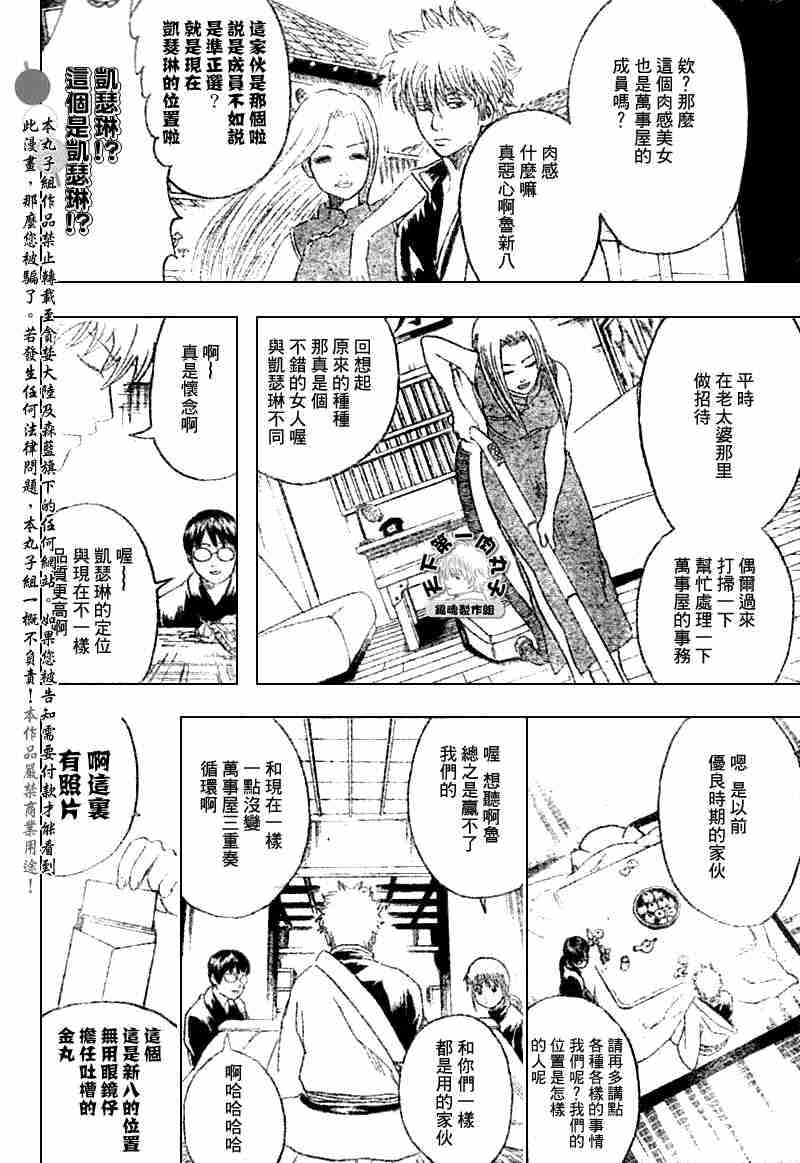 欸？那麼
這個肉感美女
也是萬事屋的
成員嗎？
肉感
什麼嘛
真惡心啊魯新八
這家伙是那個啦
説是成員不如説
是準正選？
就是現在
凱瑟琳的位置啦
凱瑟琳!?
這個是凱瑟琳!?
平時
在老太婆那里
做招待
偶爾過來
打掃一下
幫忙處理一下
萬事屋的事務
回想起
原來的種種
那真是個
不錯的女人喔
與凱瑟琳不同
天下第一肉丸子
銀魂製作組
啊~
真是懷念啊
喔~
凱瑟琳的定位
與現在不一樣
品質更高啊
嗯 是以前
優良時期的家伙
請再多講點
各種各樣的事情
我們呢？我們的
位置是怎樣
的人呢
喔 想聽啊魯
總之是贏不了
我們的
和你們一樣
都是用的家伙
和現在一樣
一點沒變
萬事屋三重奏
循環啊
啊哈哈哈哈
啊這裏
有照片
這個
這是新八的位置
無用眼鏡仔
擔任吐槽的
金丸
本丸子組作品禁止轉載至貪婪大陸及森藍旗下的任何網站。如果您被告知需要付款才能看到
此漫畫，那麼您被騙了。若發生任何法律問題，本丸子組一概不負責！本作品嚴禁商業用途！